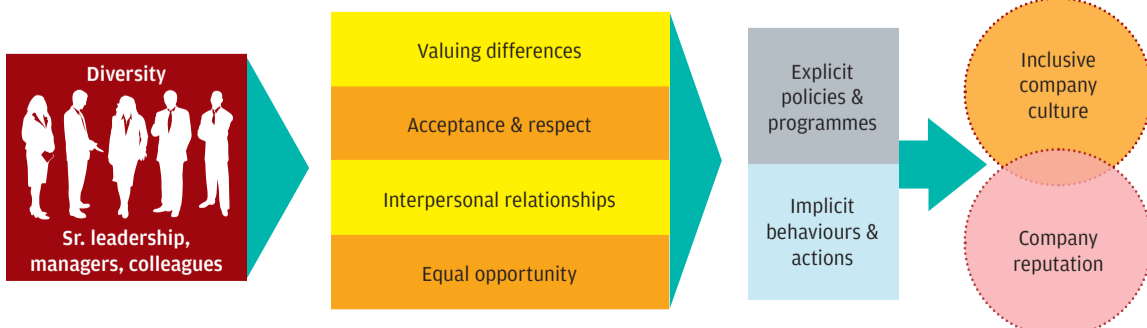 Diversity
Sr. leadership,
managers, colleagues
Valuing differences
Acceptance & respect
Interpersonal relationships
Equal opportunity
Explicit
policies &
programmes
Implicit
behaviours &
actions
Inclusive
company
culture
Company
reputation